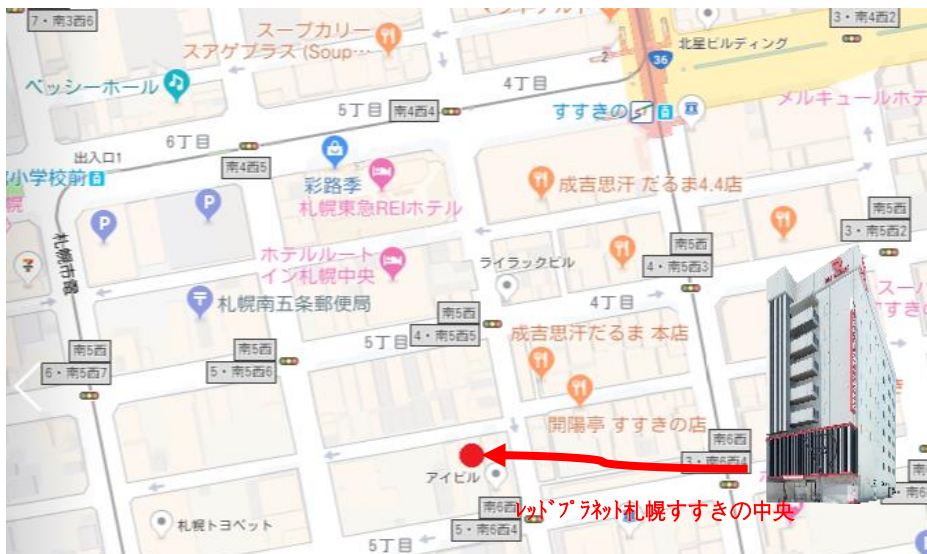 7・南3西6
スープカリー
スアゲプラス (Soup…
3・南4西2
北星ビルディング
36
ベッシーホール
4丁目
5丁目
南4西4
すすきの
メルキュールホテ
6丁目
出入口1
南4西5
小学校前
彩路季
成吉思汗 だるま4.4店
札幌東急REIホテル
南5西
3・南5西2
札幌市電
ホテルルート
イン札幌中央
ライラックビル
南5西
4・南5西3
スーパ
すすきの
札幌南五条郵便局
4丁目
南5西
4・南5西5
5丁目
成吉思汗だるま 本店
南5西
6・南5西7
南5西
5・南5西6
開陽亭 すすきの店
南6西
3・南6西4
アイビル
南6西
5・南6西4
レッドプラネット札幌すすきの中央
札幌トヨペット
5丁目